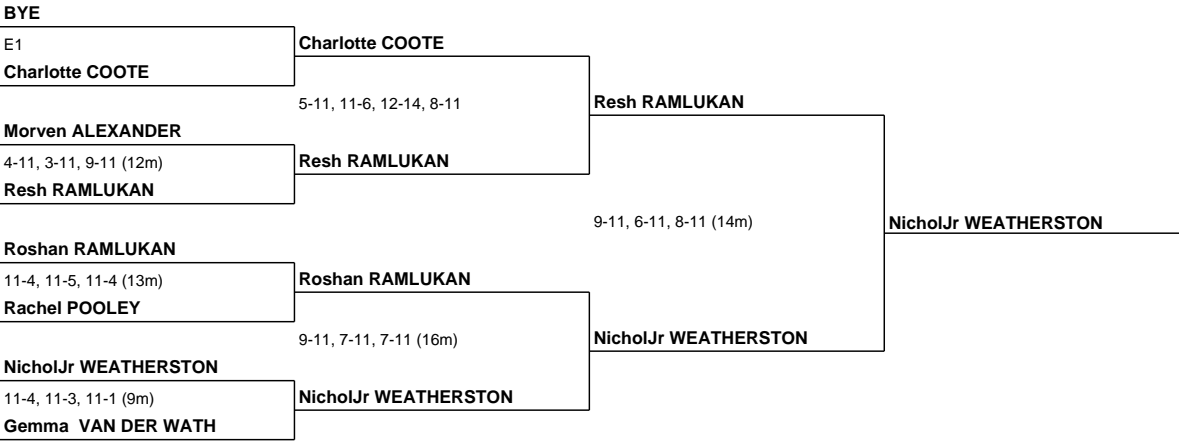 BYE
E1
Charlotte COOTE
Charlotte COOTE
5-11, 11-6, 12-14, 8-11
Resh RAMLUKAN
Morven ALEXANDER
4-11, 3-11, 9-11 (12m)
Resh RAMLUKAN
Resh RAMLUKAN
9-11, 6-11, 8-11 (14m)
NicholJr WEATHERSTON
Roshan RAMLUKAN
11-4, 11-5, 11-4 (13m)
Roshan RAMLUKAN
Rachel POOLEY
9-11, 7-11, 7-11 (16m)
NicholJr WEATHERSTON
NicholJr WEATHERSTON
11-4, 11-3, 11-1 (9m)
NicholJr WEATHERSTON
Gemma  VAN DER WATH